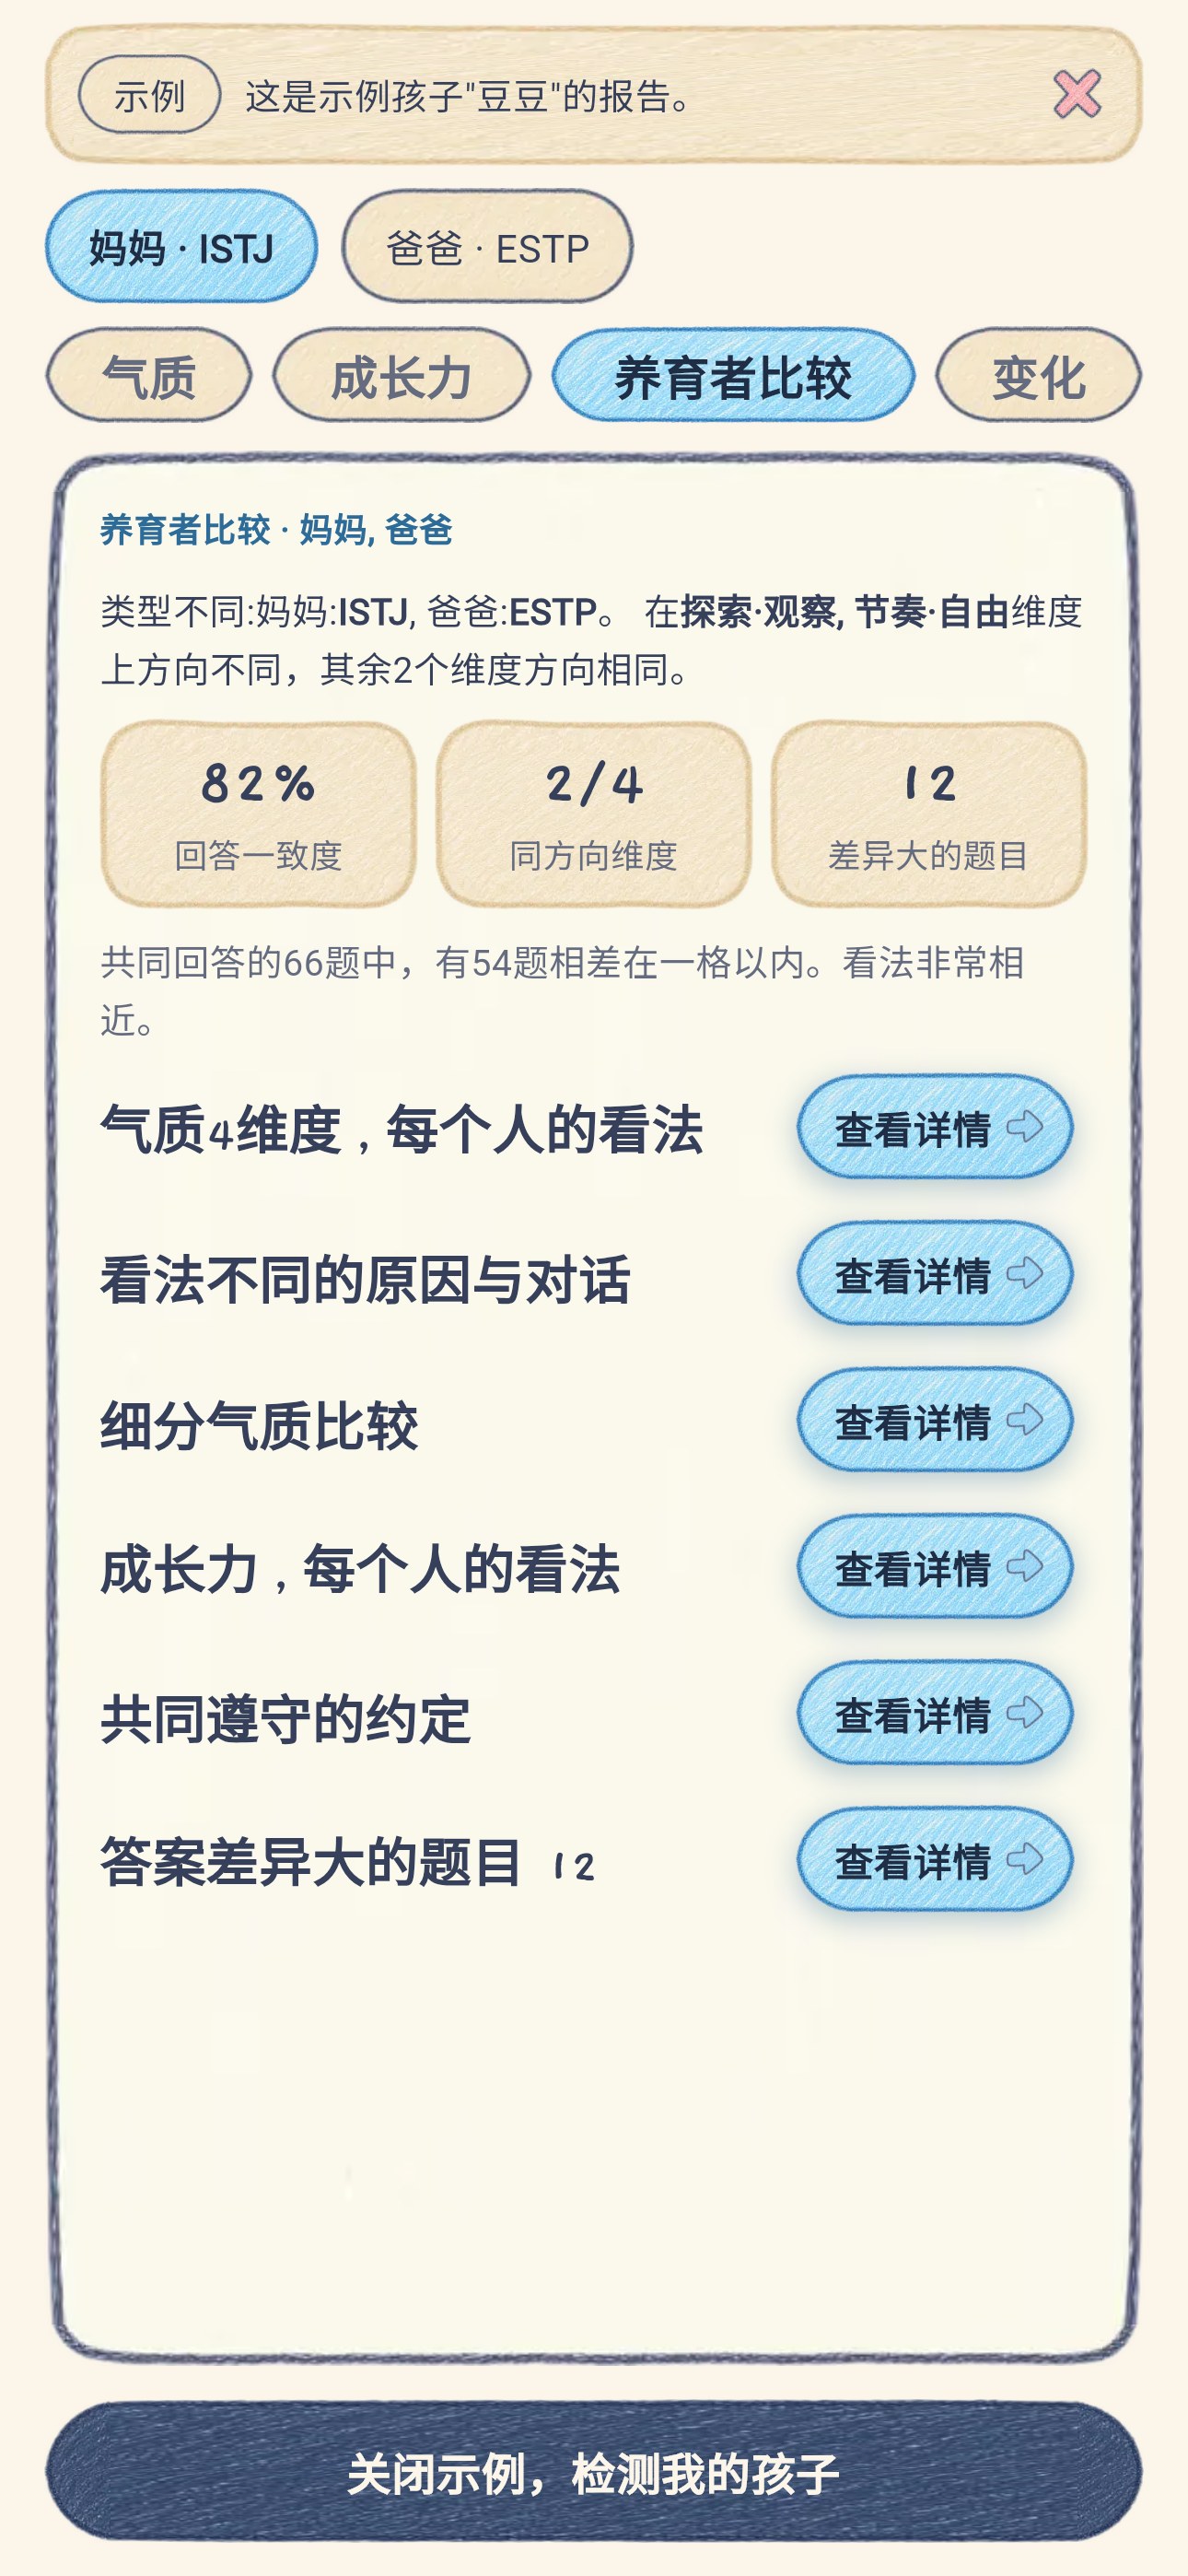 示例 这是示例孩子"豆豆"的报告。
妈妈 · ISTJ 爸爸 · ESTP
气质 成长力 养育者比较 变化
养育者比较 · 妈妈, 爸爸
类型不同:妈妈:ISTJ, 爸爸:ESTP。 在探索·观察, 节奏·自由维度
上方向不同，其余2个维度方向相同。
82% 2/4 12
回答一致度 同方向维度 差异大的题目
共同回答的66题中，有54题相差在一格以内。看法非常相
近。
气质4维度，每个人的看法 查看详情
看法不同的原因与对话 查看详情
细分气质比较 查看详情
成长力，每个人的看法 查看详情
共同遵守的约定 查看详情
答案差异大的题目 12 查看详情
关闭示例，检测我的孩子